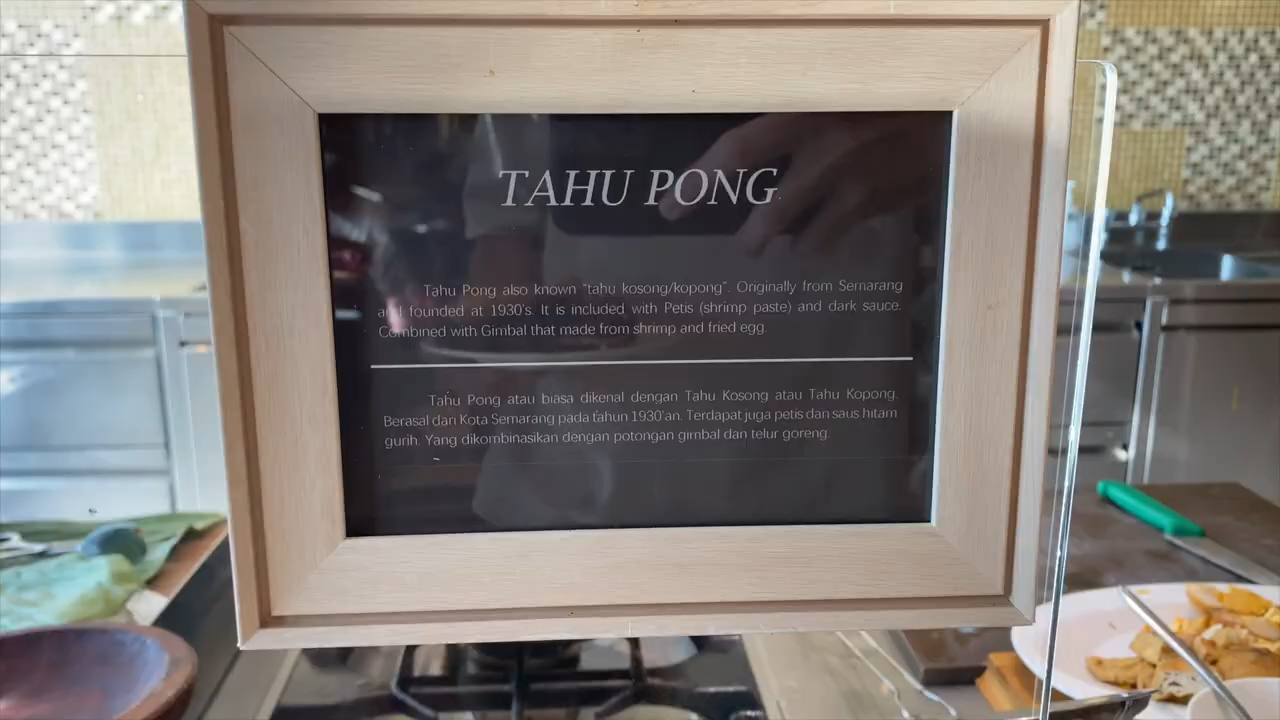 TAHU PONG
Tahu Pong also known "tahu kosong/kopong". Originally from Semarang
and founded at 1930's. It is included with Petis (shrimp paste) and dark sauce.
Combined with Gimbal that made from shrimp and fried egg.
Tahu Pong atau biasa dikenal dengan Tahu Kosong atau Tahu Kopong.
Berasal dari Kota Semarang pada tahun 1930'an. Terdapat juga petis dan saus hitam
gurih. Yang dikombinasikan dengan potongan gimbal dan telur goreng.